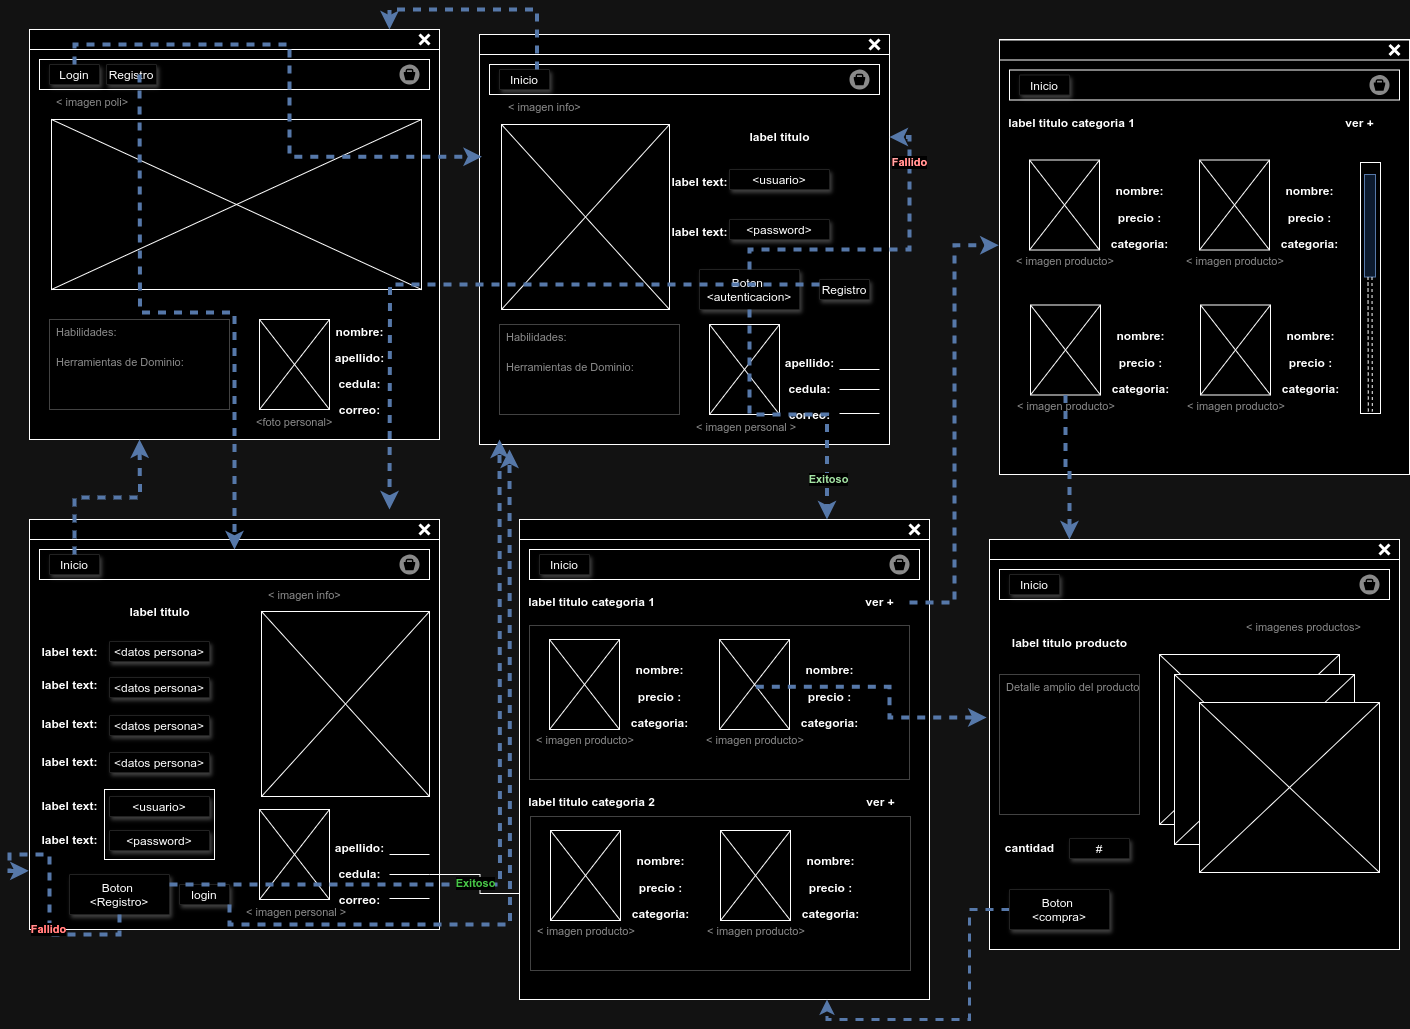 Login
Registro
< imagen poli>
Habilidades:
Herramientas de Dominio:
nombre:
apellido:
cedula:
correo:
<foto personal>
Inicio
< imagen info>
label titulo
label text:
<usuario>
label text:
<password>
Boton
<autenticacion>
Registro
Habilidades:
Herramientas de Dominio:
apellido:
cedula:
correo:
< imagen personal >
Fallido
Exitoso
Inicio
label titulo categoria 1
ver +
nombre:
precio :
categoria:
< imagen producto>
nombre:
precio :
categoria:
< imagen producto>
nombre:
precio :
categoria:
< imagen producto>
nombre:
precio :
categoria:
< imagen producto>
Inicio
< imagen info>
label titulo
label text:
<datos persona>
label text:
<datos persona>
label text:
<datos persona>
label text:
<datos persona>
label text:
<usuario>
label text:
<password>
Boton
<Registro>
login
apellido:
cedula:
correo:
< imagen personal >
Fallido
Exitoso
Inicio
label titulo categoria 1
ver +
nombre:
precio :
categoria:
< imagen producto>
nombre:
precio :
categoria:
< imagen producto>
label titulo categoria 2
ver +
nombre:
precio :
categoria:
< imagen producto>
nombre:
precio :
categoria:
< imagen producto>
Inicio
< imagenes productos>
label titulo producto
Detalle amplio del producto
cantidad
#
Boton
<compra>